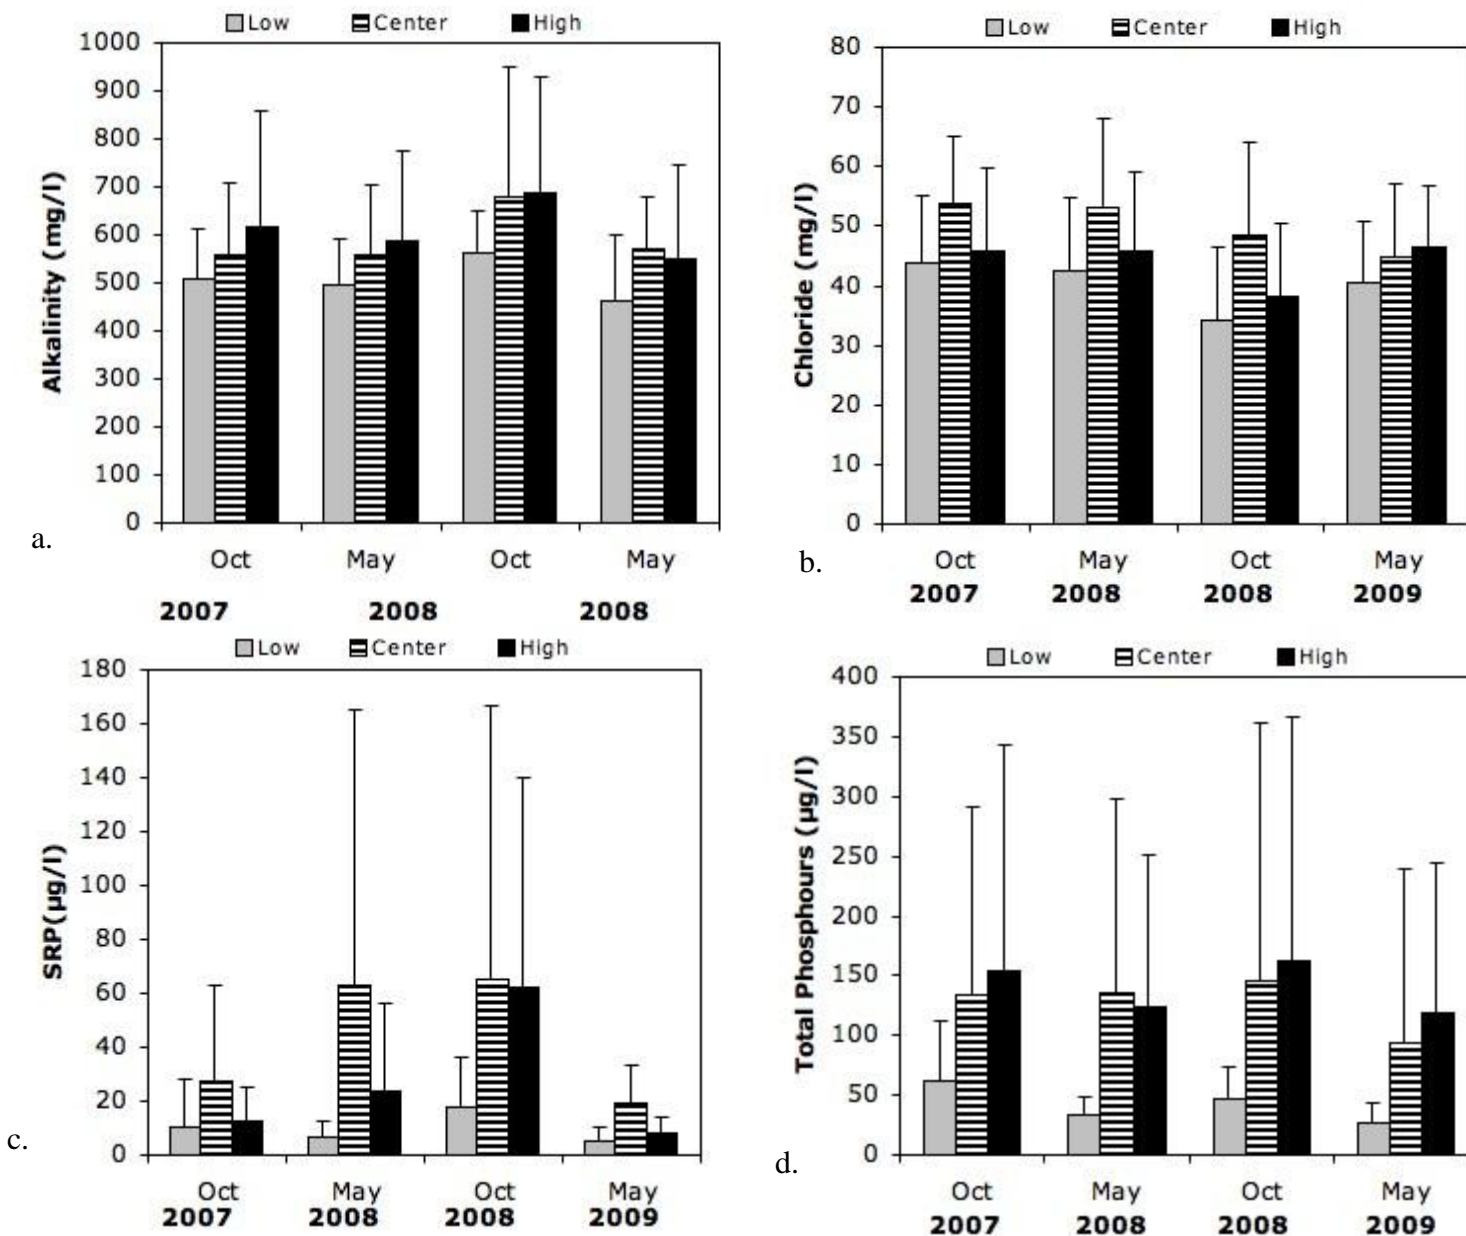 Low Center High
1000
900
800
700
600
500
400
300
200
100
0
Alkalinity (mg/l)
Oct May Oct May
2007 2008 2008
a.
Low Center High
80
70
60
50
40
30
20
10
0
Chloride (mg/l)
Oct May Oct May
2007 2008 2008 2009
b.
Low Center High
180
160
140
120
100
80
60
40
20
0
SRP(µg/l)
Oct May Oct May
2007 2008 2008 2009
c.
Low Center High
400
350
300
250
200
150
100
50
0
Total Phosphours (µg/l)
Oct May Oct May
2007 2008 2008 2009
d.